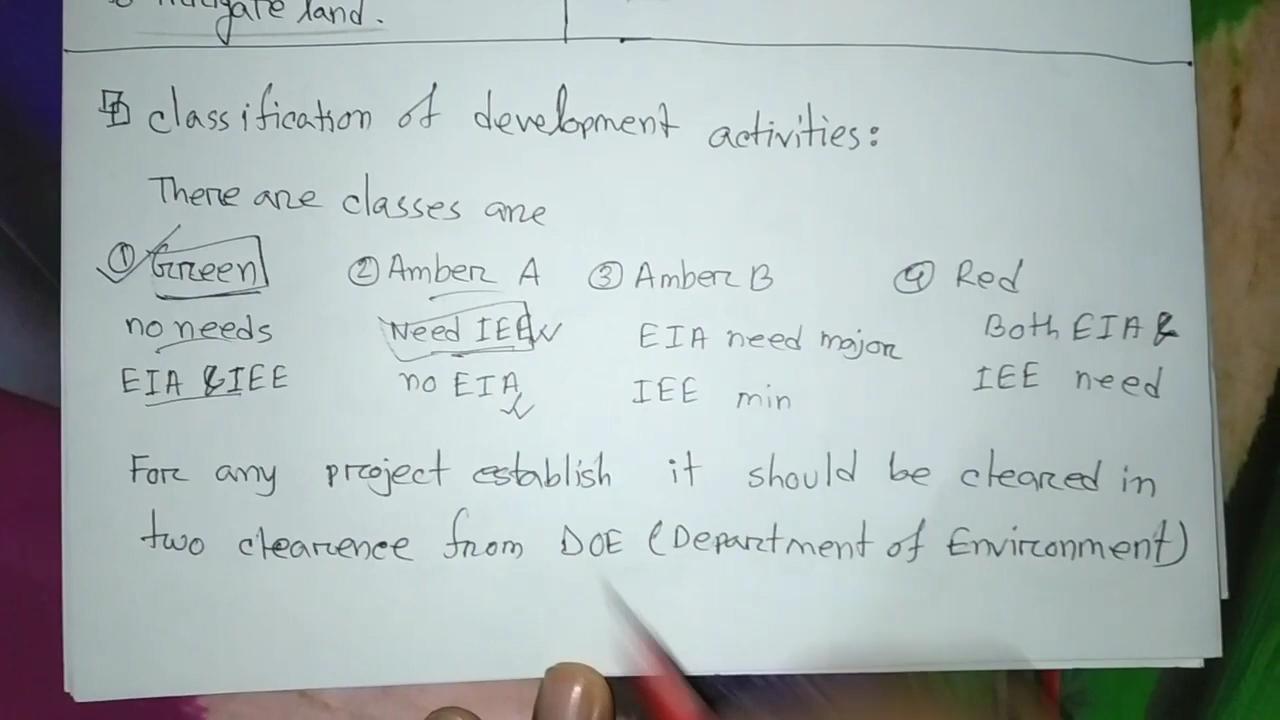 mitigate land.
classification of development activities:
There are classes are
① Green ② Amber A ③ Amber B ④ Red
no needs Need IEE EIA need major Both EIA &
EIA & IEE no EIA IEE min IEE need
For any project establish it should be cleared in
two clearence from DOE (Department of Environment)